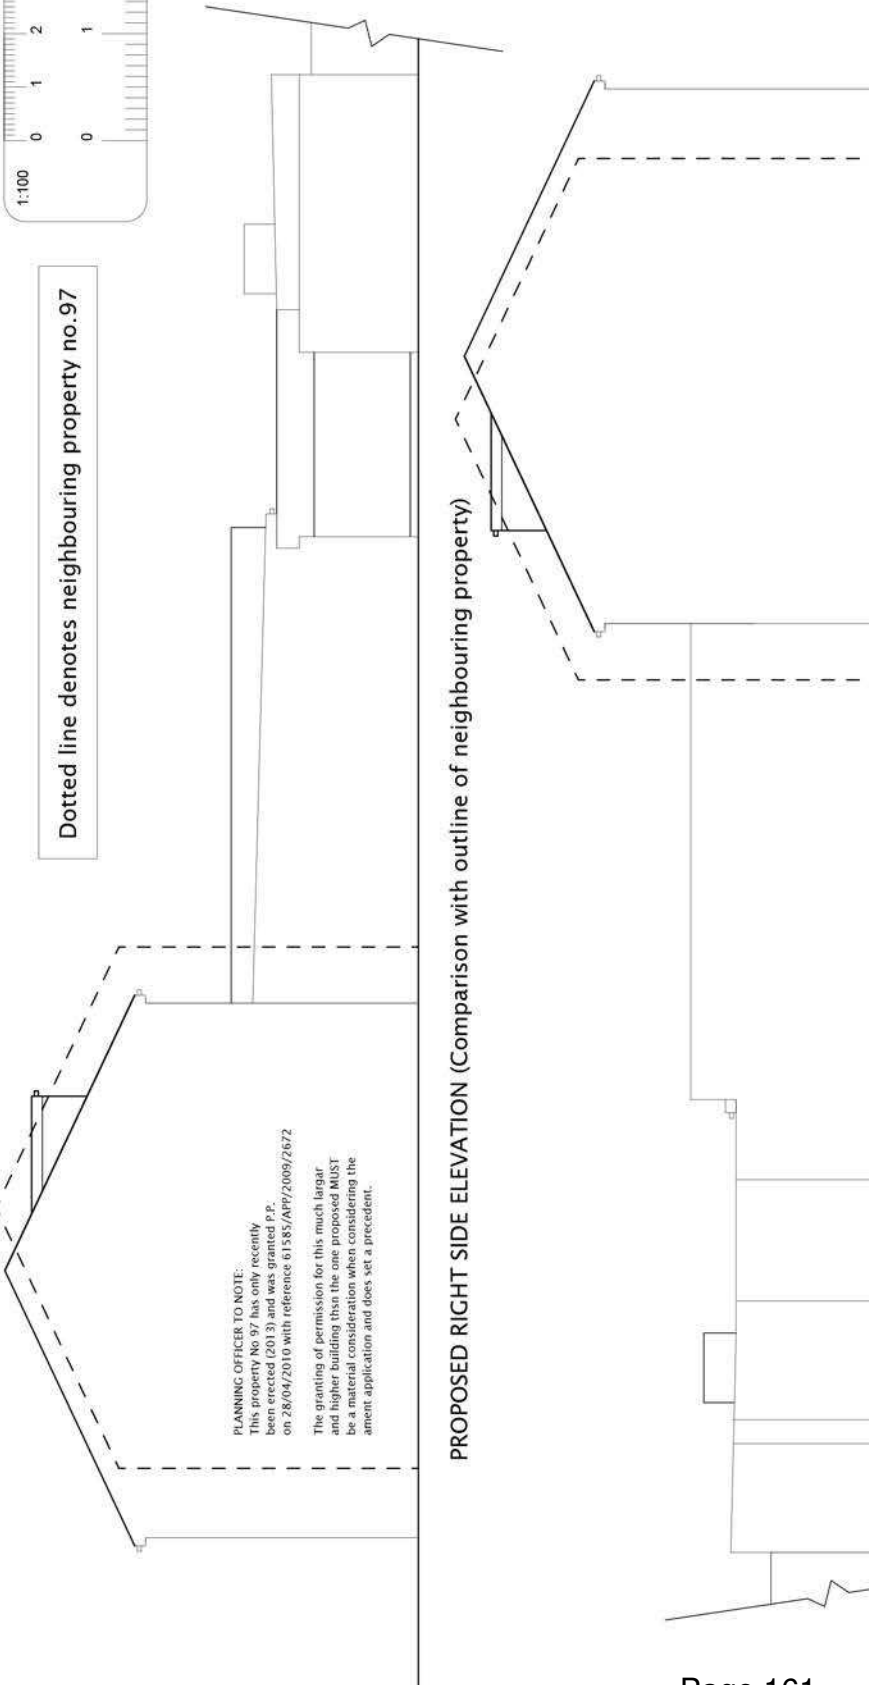 1:100
0
1
2
0
1
Dotted line denotes neighbouring property no.97
PLANNING OFFICER TO NOTE:
This property No 97 has only recently
been erected (2013) and was granted P.P.
on 28/04/2010 with reference 61585/APP/2009/2672
The granting of permission for this much largar
and higher building thsn the one proposed MUST
be a material consideration when considering the
ament application and does set a precedent.
PROPOSED RIGHT SIDE ELEVATION (Comparison with outline of neighbouring property)
Page 161